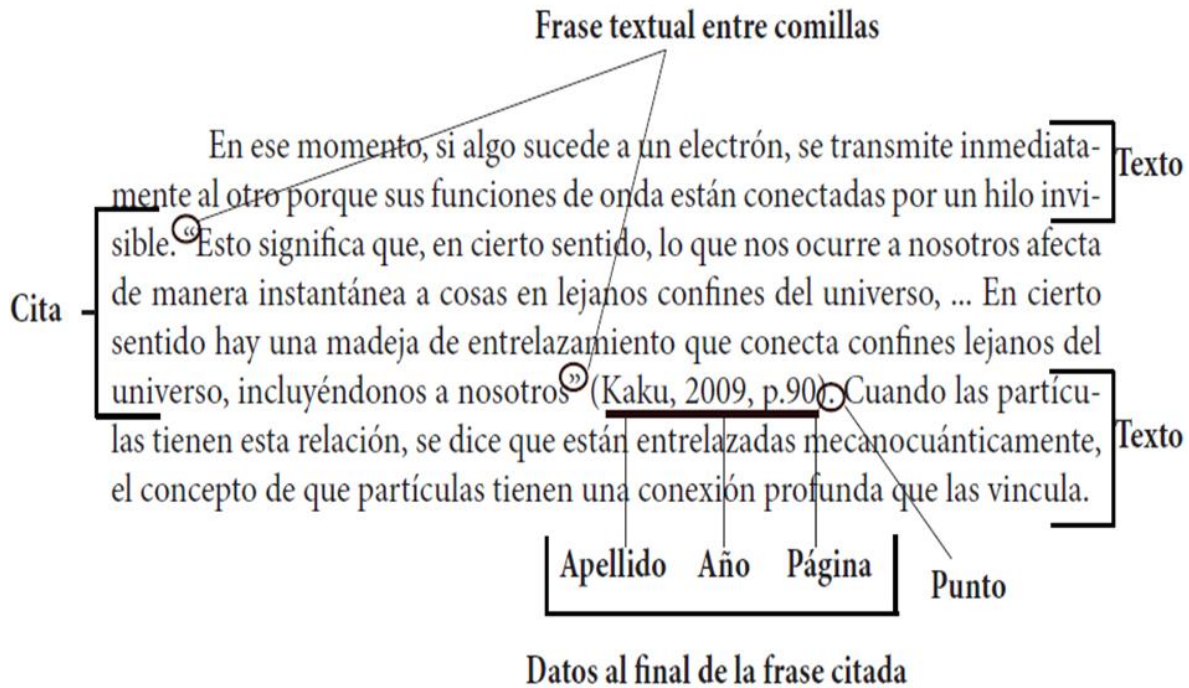 Frase textual entre comillas
En ese momento, si algo sucede a un electrón, se transmite inmediata-
Texto
mente al otro porque sus funciones de onda están conectadas por un hilo invi-
sible. “Esto significa que, en cierto sentido, lo que nos ocurre a nosotros afecta
de manera instantánea a cosas en lejanos confines del universo, ... En cierto
Cita
sentido hay una madeja de entrelazamiento que conecta confines lejanos del
universo, incluyéndonos a nosotros” (Kaku, 2009, p.90). Cuando las partícu-
las tienen esta relación, se dice que están entrelazadas mecanocuánticamente,
Texto
el concepto de que partículas tienen una conexión profunda que las vincula.
Apellido Año Página
Punto
Datos al final de la frase citada